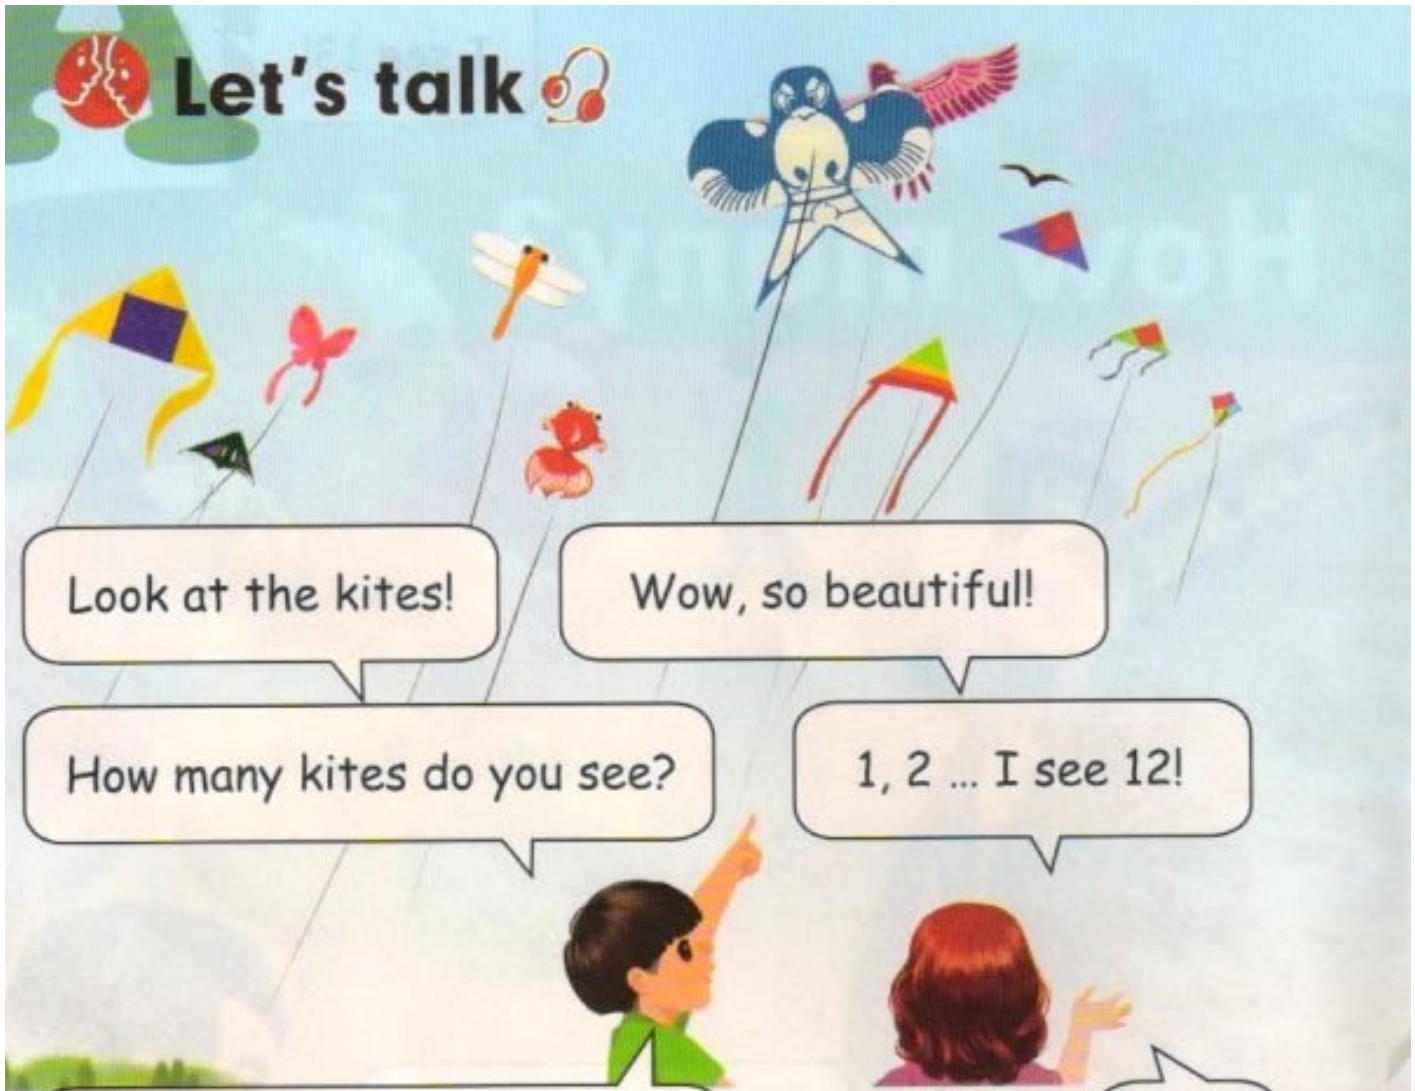 Let's talk
Look at the kites!
Wow, so beautiful!
How many kites do you see?
1, 2 ... I see 12!